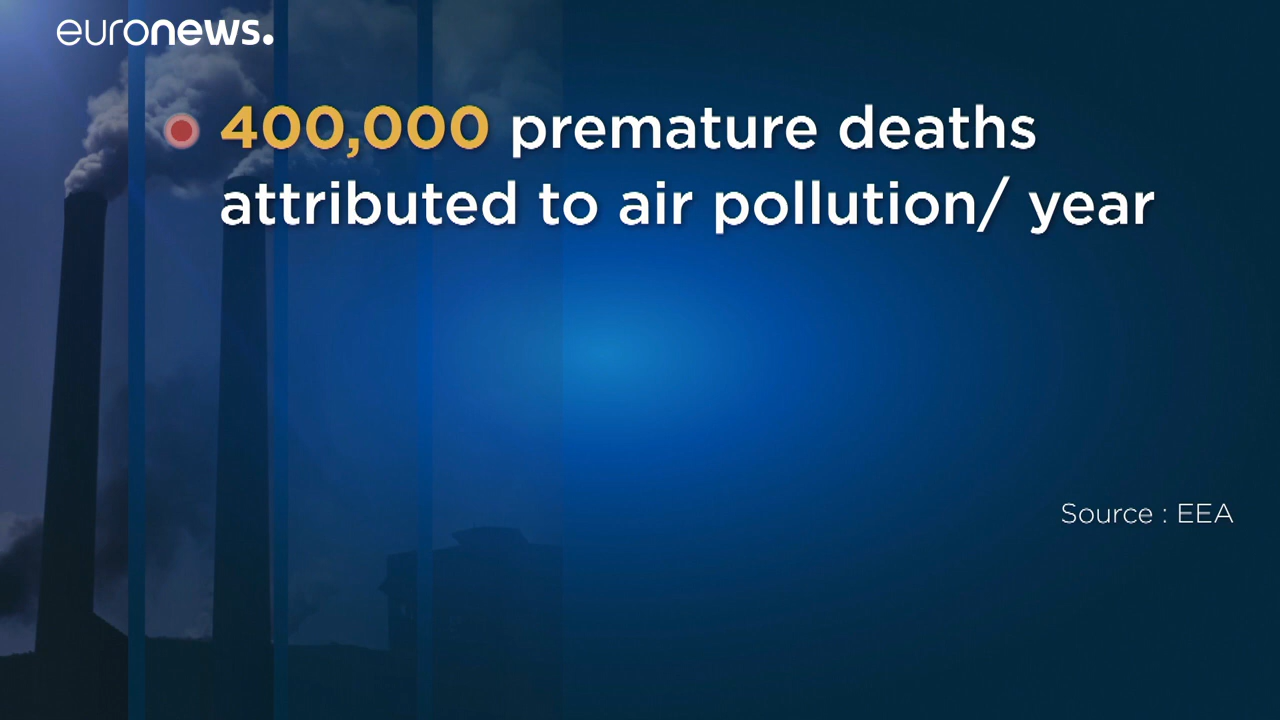 euronews.
400,000 premature deaths
attributed to air pollution/ year
Source : EEA